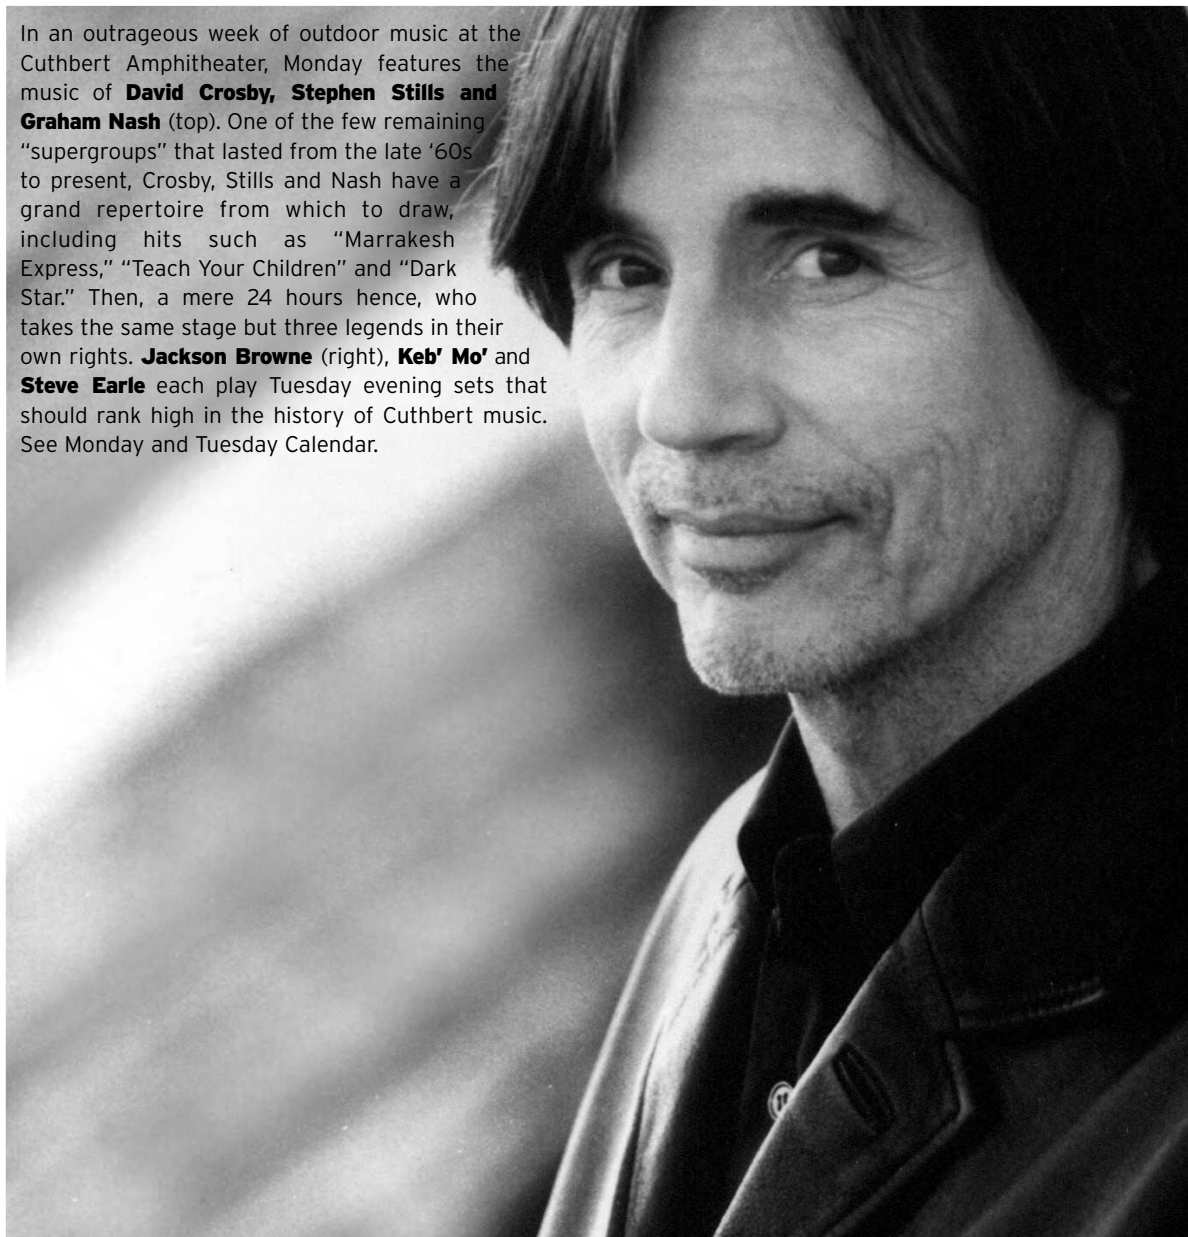 In an outrageous week of outdoor music at the
Cuthbert Amphitheater, Monday features the
music of David Crosby, Stephen Stills and
Graham Nash (top). One of the few remaining
“supergroups” that lasted from the late ‘60s
to present, Crosby, Stills and Nash have a
grand repertoire from which to draw,
including hits such as “Marrakesh
Express,” “Teach Your Children” and “Dark
Star.” Then, a mere 24 hours hence, who
takes the same stage but three legends in their
own rights. Jackson Browne (right), Keb’ Mo’ and
Steve Earle each play Tuesday evening sets that
should rank high in the history of Cuthbert music.
See Monday and Tuesday Calendar.